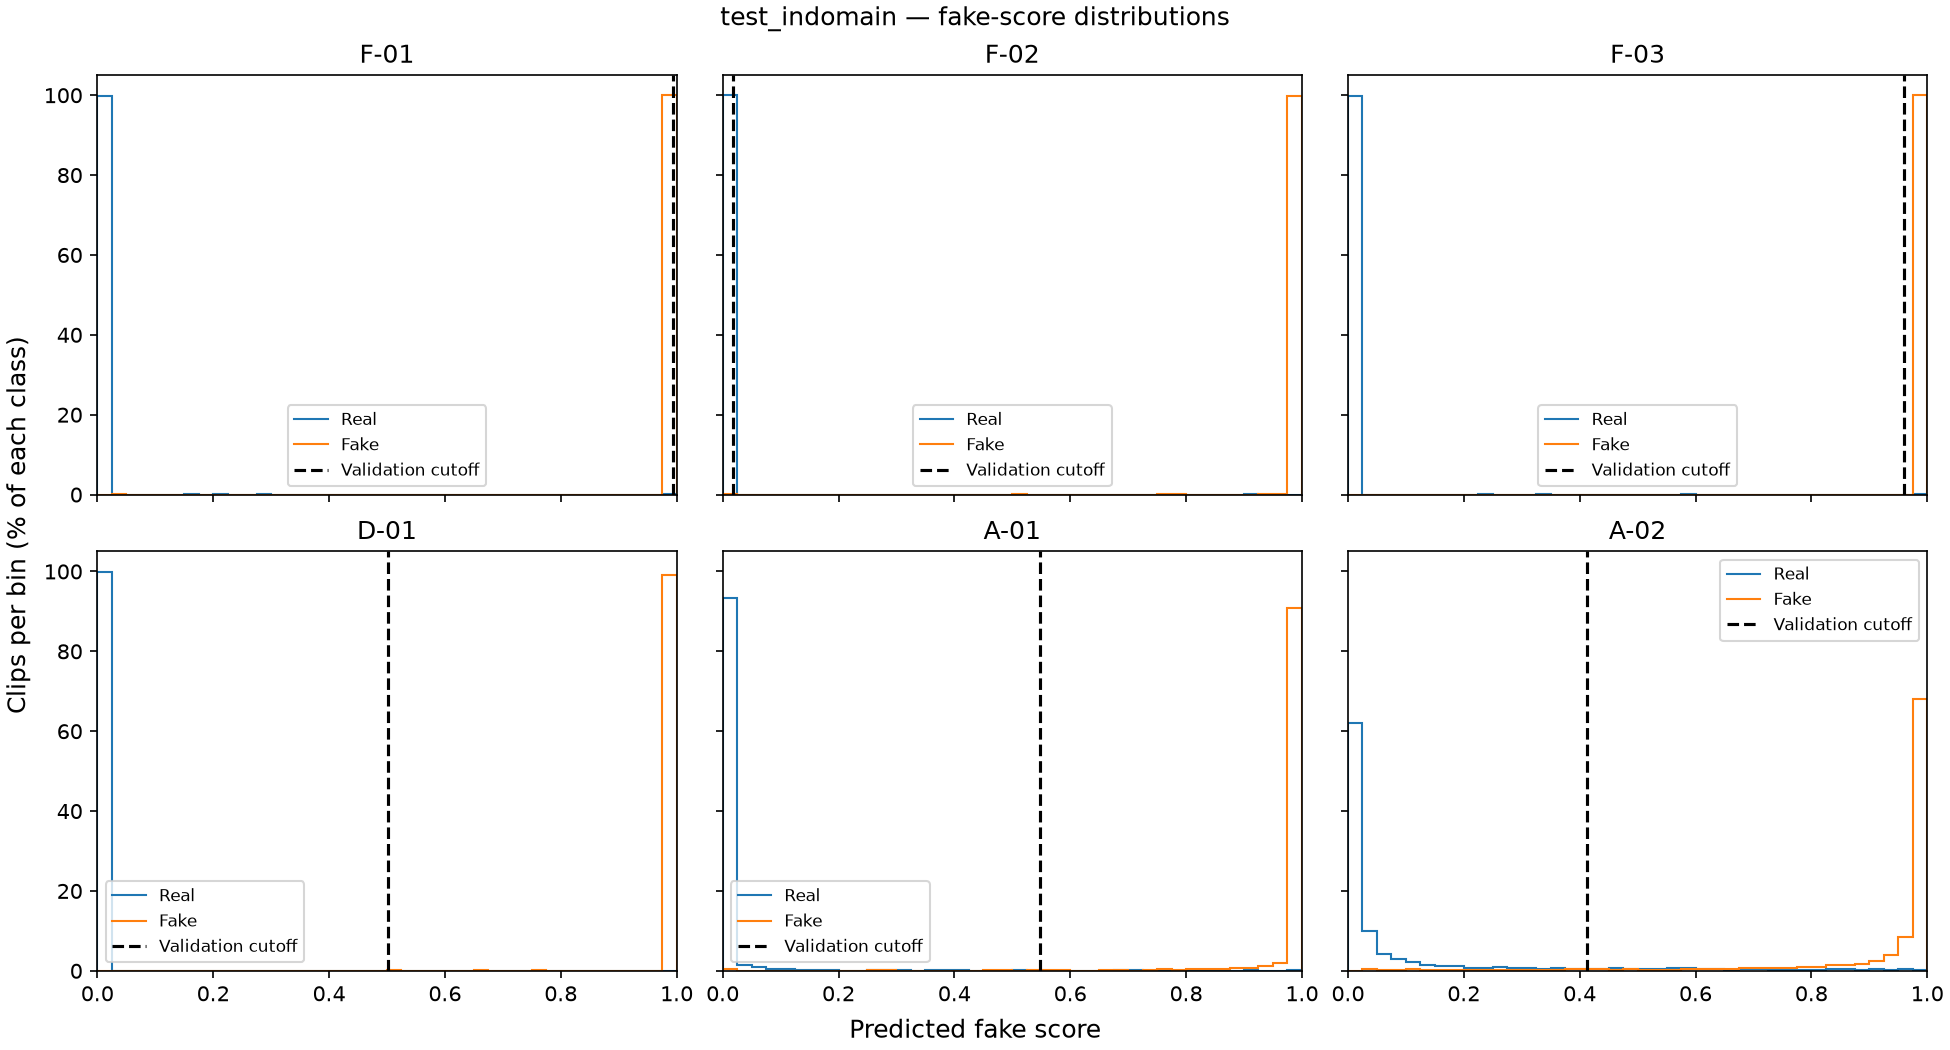 test_indomain — fake-score distributions
F-01
F-02
F-03
100
80
60
40
20
0
Real
Fake
Validation cutoff
Real
Fake
Validation cutoff
Real
Fake
Validation cutoff
Clips per bin (% of each class)
D-01
A-01
A-02
100
80
60
40
20
0
Real
Fake
Validation cutoff
Real
Fake
Validation cutoff
Real
Fake
Validation cutoff
0.0 0.2 0.4 0.6 0.8 1.0
0.0 0.2 0.4 0.6 0.8 1.0
0.0 0.2 0.4 0.6 0.8 1.0
Predicted fake score